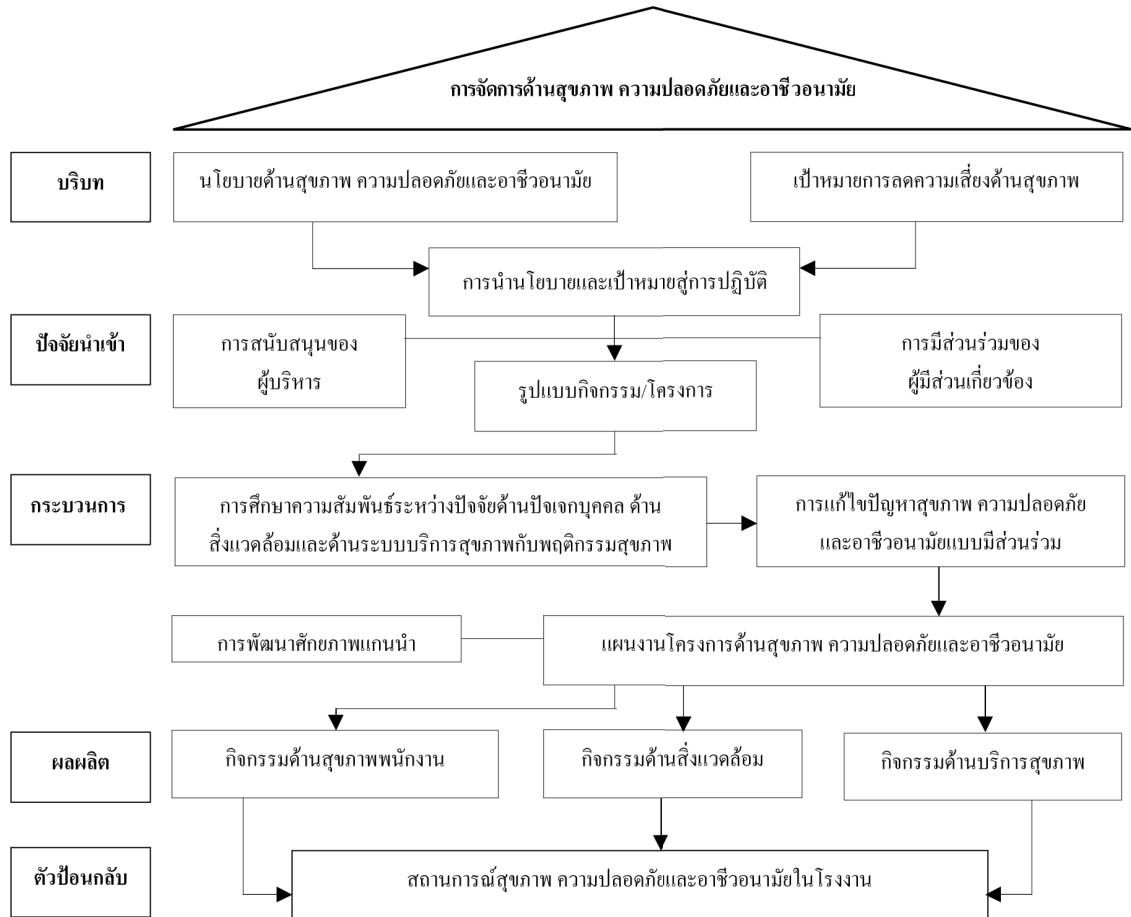 การจัดการด้านสุขภาพ ความปลอดภัยและอาชีวอนามัย
บริบท
นโยบายด้านสุขภาพ ความปลอดภัยและอาชีวอนามัย
เป้าหมายการลดความเสี่ยงด้านสุขภาพ
การนำนโยบายและเป้าหมายสู่การปฏิบัติ
ปัจจัยนำเข้า
การสนับสนุนของ
ผู้บริหาร
การมีส่วนร่วมของ
ผู้มีส่วนเกี่ยวข้อง
รูปแบบกิจกรรม/โครงการ
กระบวนการ
การศึกษาความสัมพันธ์ระหว่างปัจจัยด้านปัจเจกบุคคล ด้าน
สิ่งแวดล้อมและด้านระบบบริการสุขภาพกับพฤติกรรมสุขภาพ
การแก้ไขปัญหาสุขภาพ ความปลอดภัย
และอาชีวอนามัยแบบมีส่วนร่วม
การพัฒนาศักยภาพแกนนำ
แผนงานโครงการด้านสุขภาพ ความปลอดภัยและอาชีวอนามัย
ผลผลิต
กิจกรรมด้านสุขภาพพนักงาน
กิจกรรมด้านสิ่งแวดล้อม
กิจกรรมด้านบริการสุขภาพ
ตัวป้อนกลับ
สถานการณ์สุขภาพ ความปลอดภัยและอาชีวอนามัยในโรงงาน